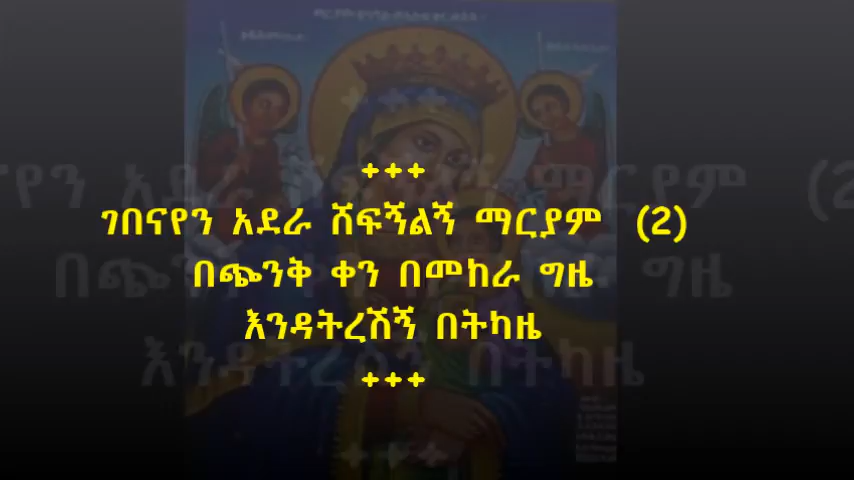 +++
ገበናየን አደራ ሸፍኝልኝ ማርያም (2)
በጭንቅ ቀን በመከራ ግዜ
እንዳትረሽኝ በትካዜ
+++